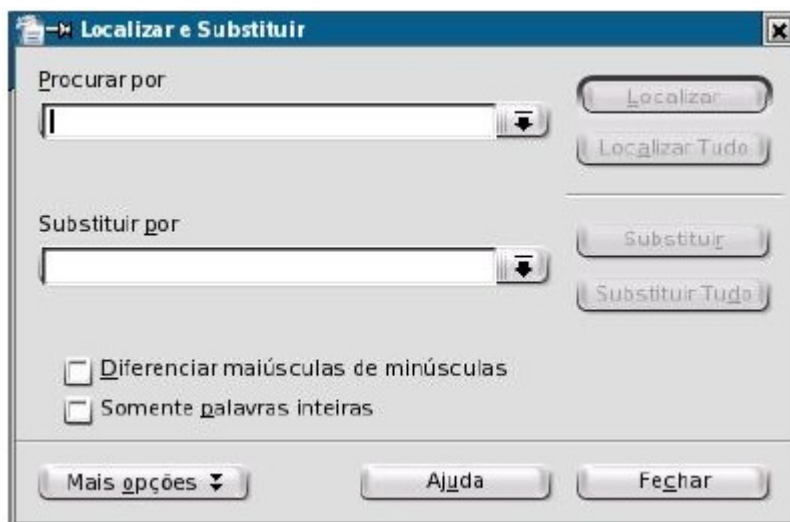 Localizar e Substituir
Procurar por
Localizar
Localizar Tudo
Substituir por
Substituir
Substituir Tudo
Diferenciar maiúsculas de minúsculas
Somente palavras inteiras
Mais opções
Ajuda
Fechar